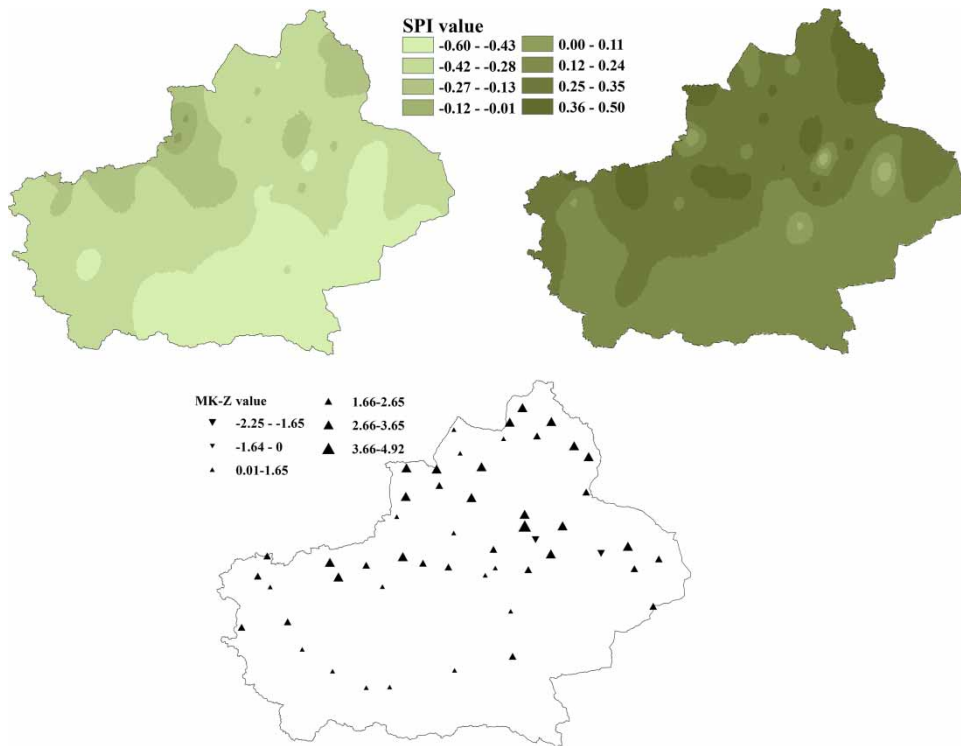 SPI value
-0.60 - -0.43 0.00 - 0.11
-0.42 - -0.28 0.12 - 0.24
-0.27 - -0.13 0.25 - 0.35
-0.12 - -0.01 0.36 - 0.50
MK-Z value 1.66-2.65
-2.25 - -1.65 2.66-3.65
-1.64 - 0 3.66-4.92
0.01-1.65